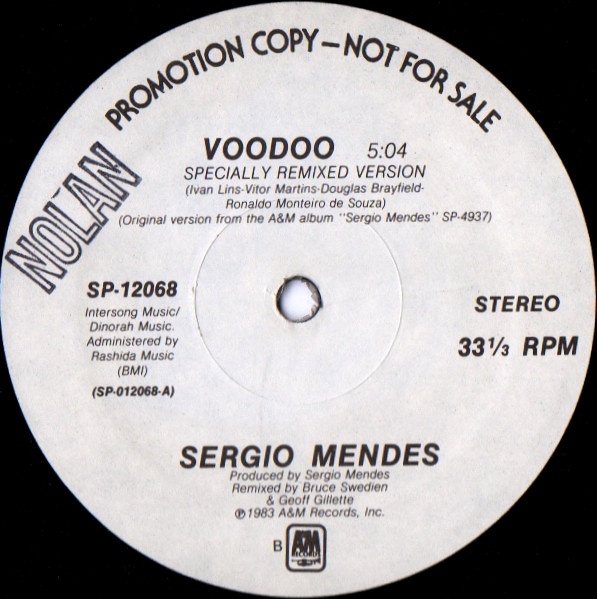 PROMOTION COPY – NOT FOR SALE
NOLAN
VOODOO 5:04
SPECIALLY REMIXED VERSION
(Ivan Lins-Vitor Martins-Douglas Brayfield-
Ronaldo Monteiro de Souza)
(Original version from the A&M album "Sergio Mendes" SP-4937)
SP-12068
Intersong Music/
Dinorah Music.
Administered by
Rashida Music
(BMI)
(SP-012068-A)
STEREO
33 1/3 RPM
SERGIO MENDES
Produced by Sergio Mendes
Remixed by Bruce Swedien
& Geoff Gillette
℗1983 A&M Records, Inc.
B
A&M
RECORDS